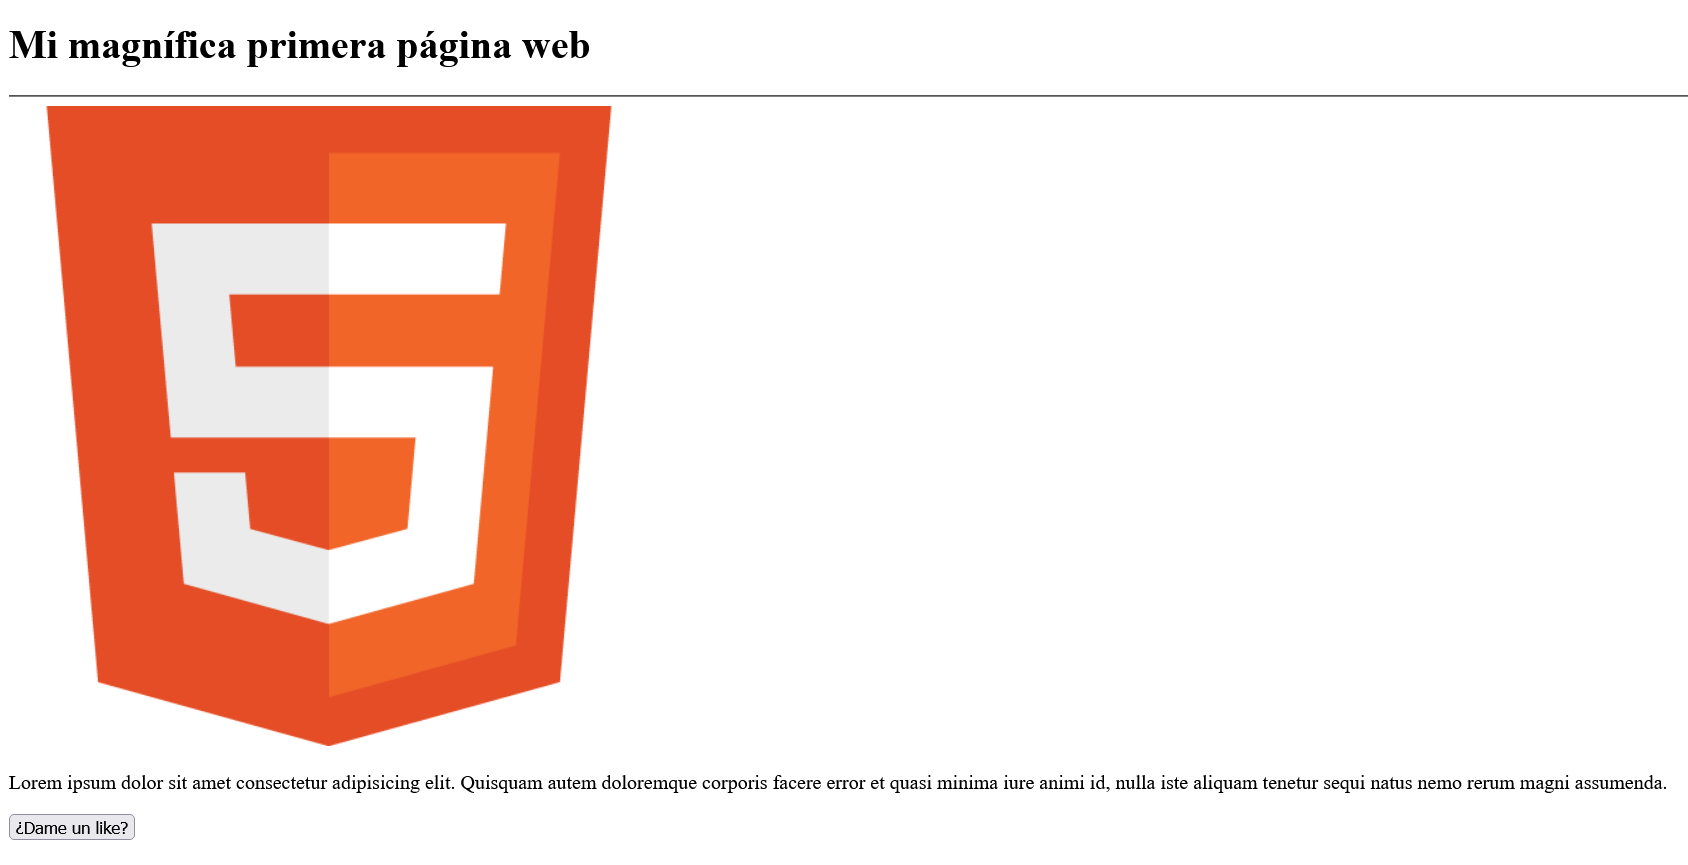 Mi magnífica primera página web
5
Lorem ipsum dolor sit amet consectetur adipisicing elit. Quisquam autem doloremque corporis facere error et quasi minima iure animi id, nulla iste aliquam tenetur sequi natus nemo rerum magni assumenda.
¿Dame un like?